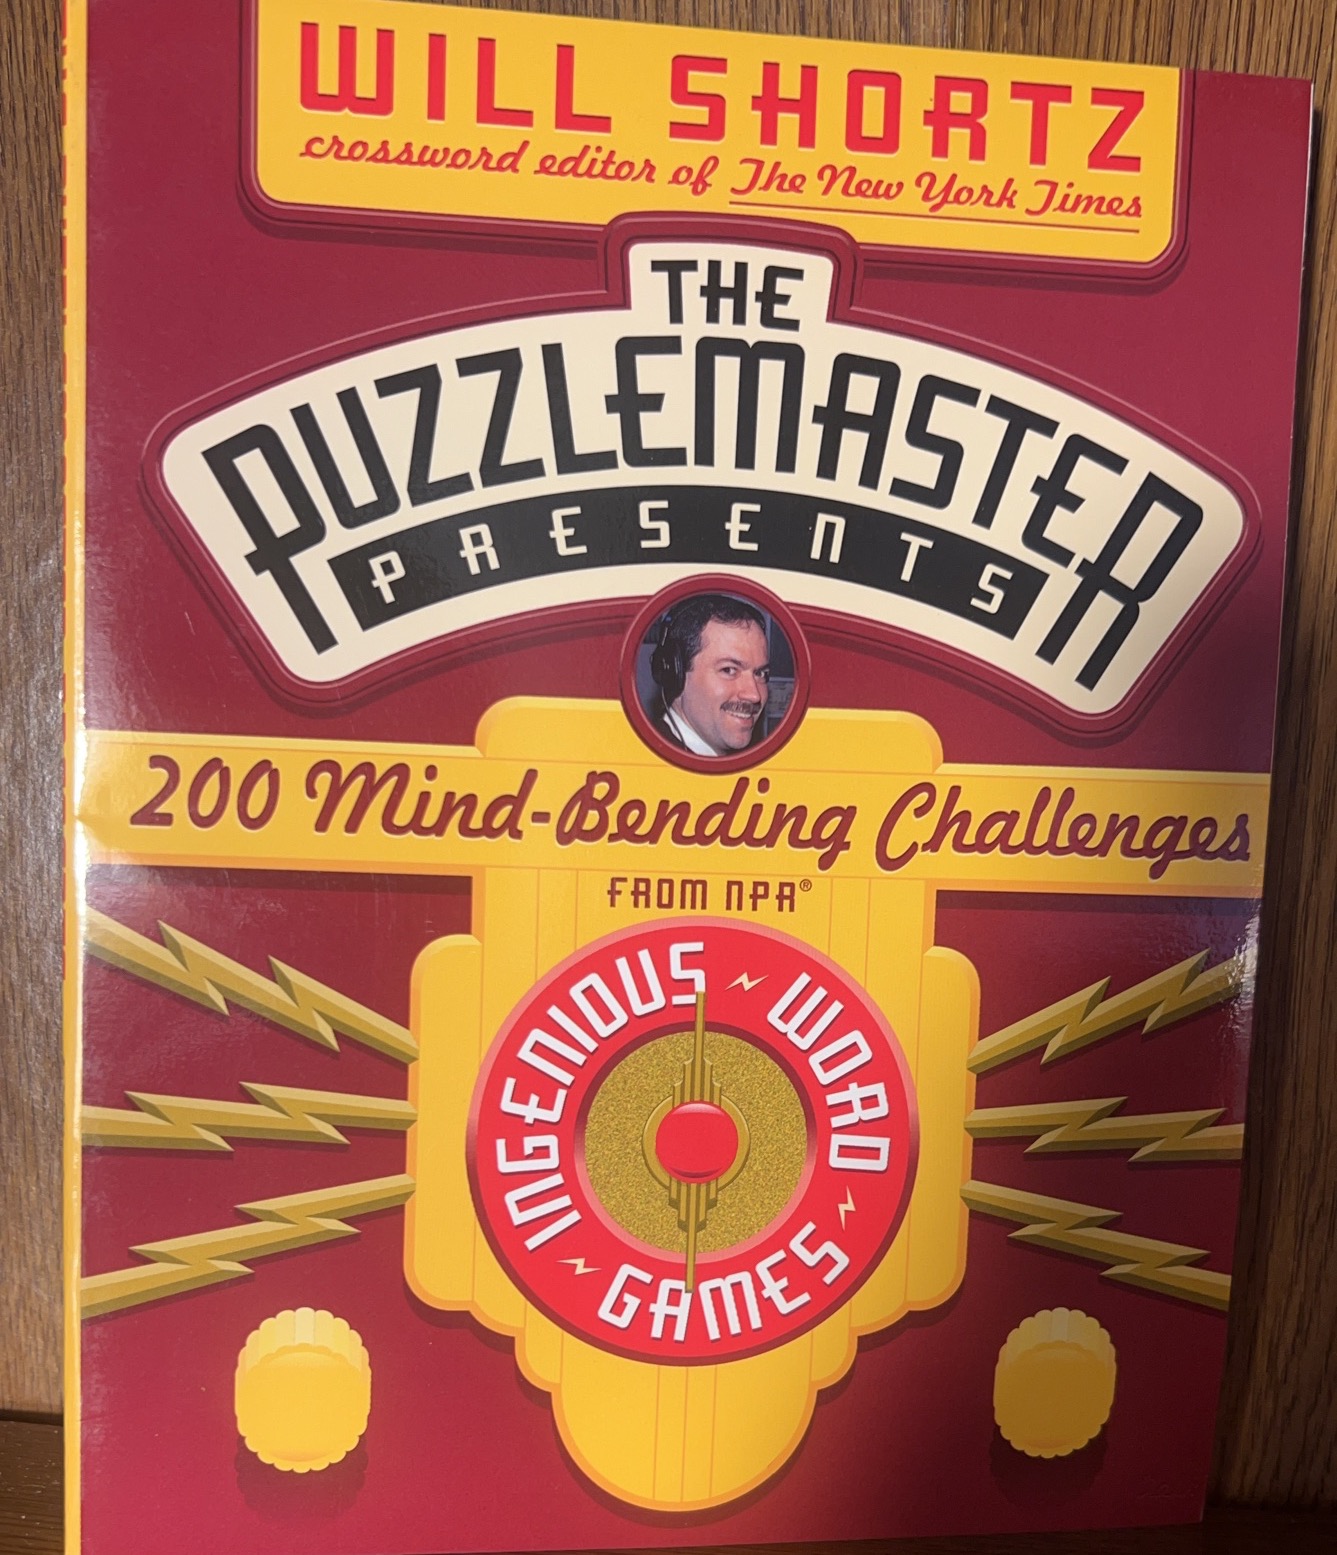 WILL SHORTZ
crossword editor of The New York Times
THE
PUZZLEMASTER
PRESENTS
200 Mind-Bending Challenges
FROM NPR®
INGENIOUS WORD GAMES